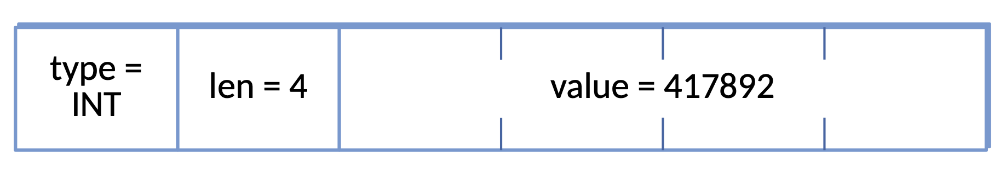 type =
INT
len = 4
value = 417892